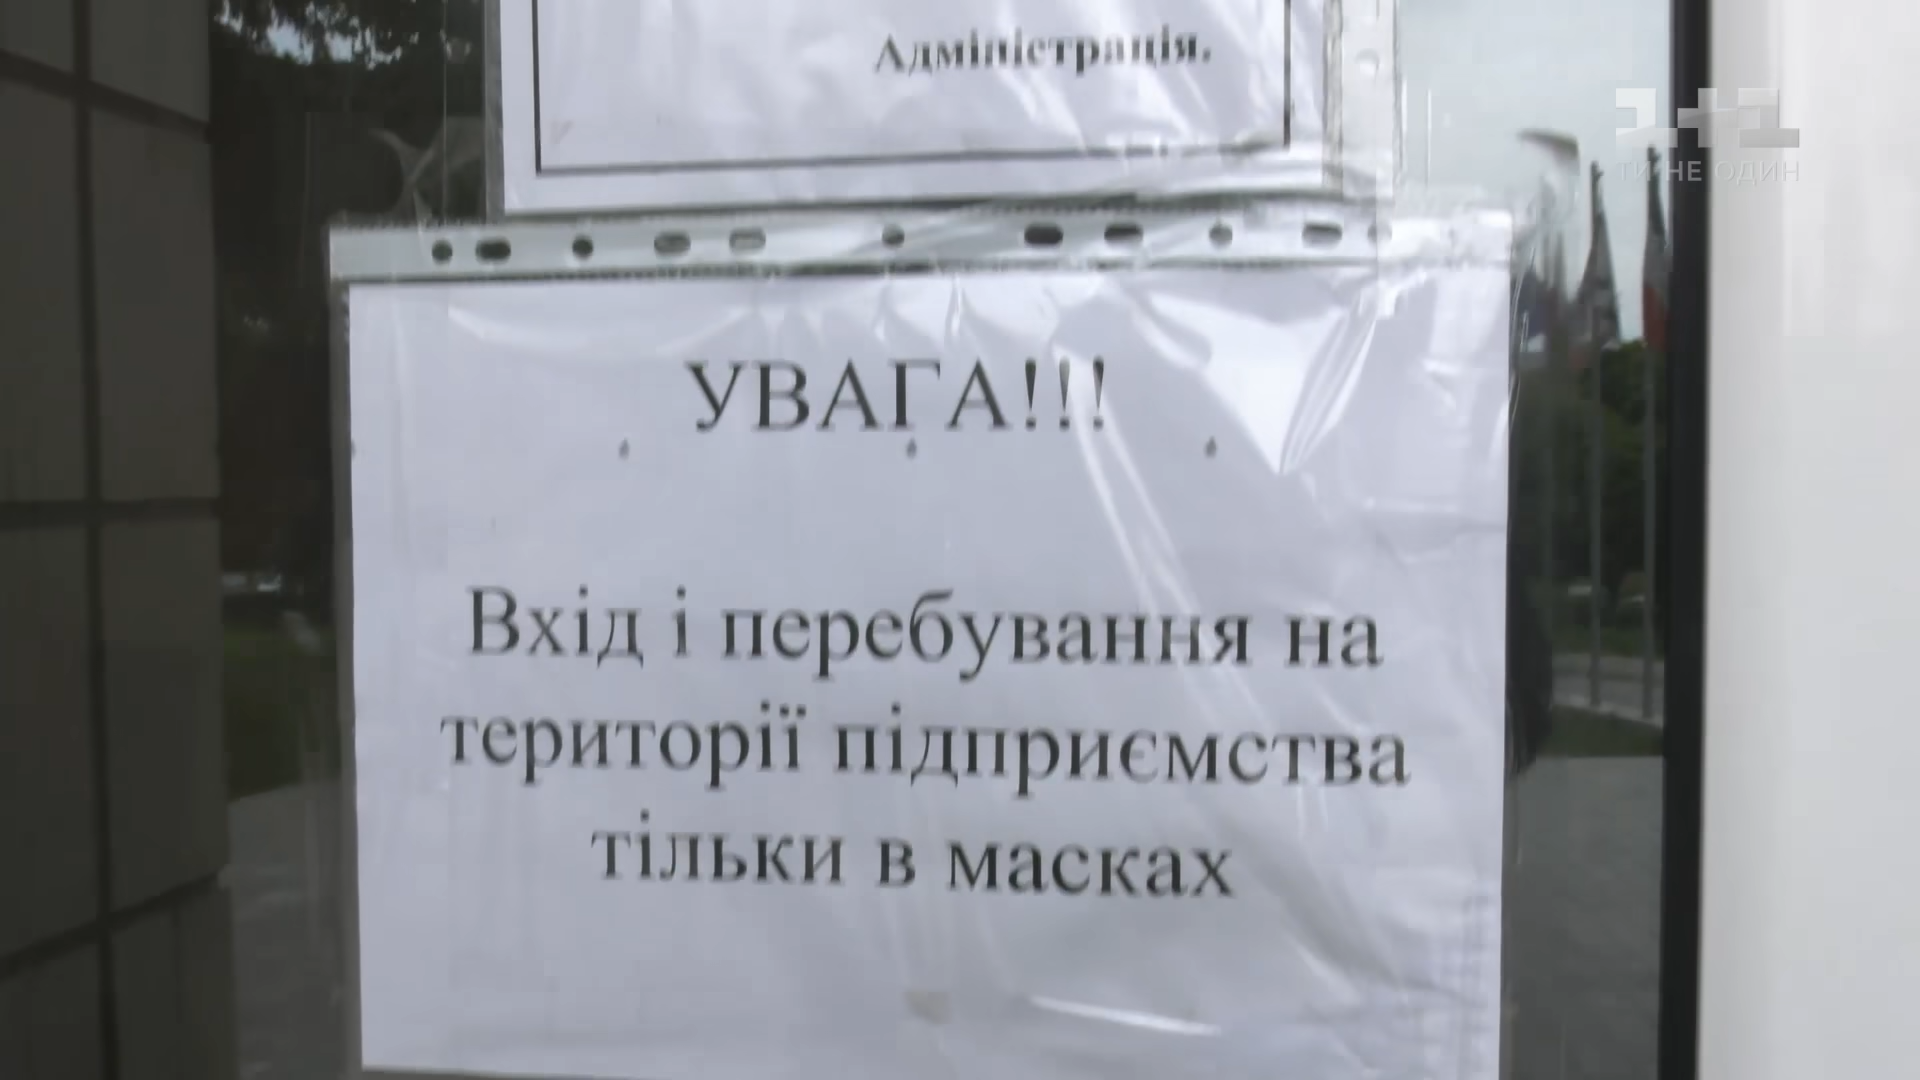 Адміністрація.
1+1
ТИ НЕ ОДИН
УВАГА!!!
Вхід і перебування на
території підприємства
тільки в масках